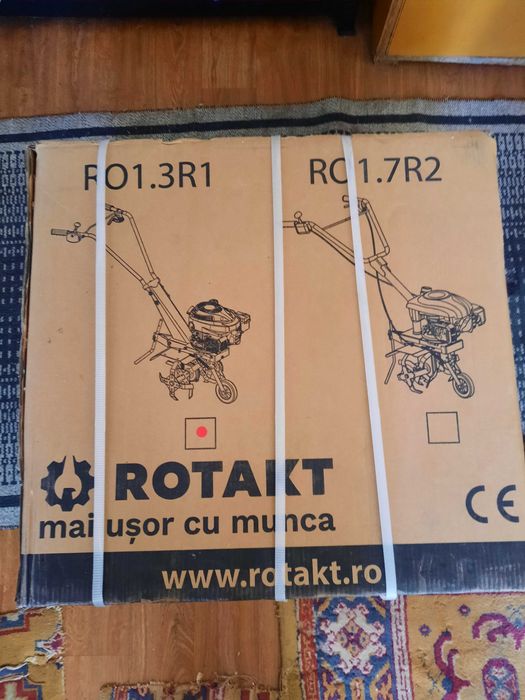 RO1.3R1
RO1.7R2
ROTAKT
mai ușor cu munca
CE
www.rotakt.ro